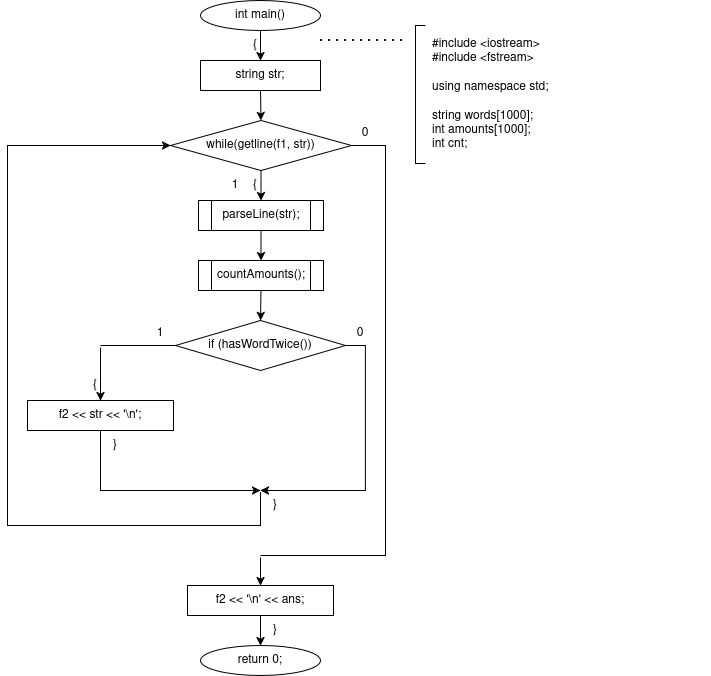 int main()
{
#include <iostream>
#include <fstream>
using namespace std;
string words[1000];
int amounts[1000];
int cnt;
string str;
while(getline(f1, str))
0
1
{
parseLine(str);
countAmounts();
if (hasWordTwice())
1
0
{
f2 << str << '\n';
}
}
f2 << '\n' << ans;
}
return 0;